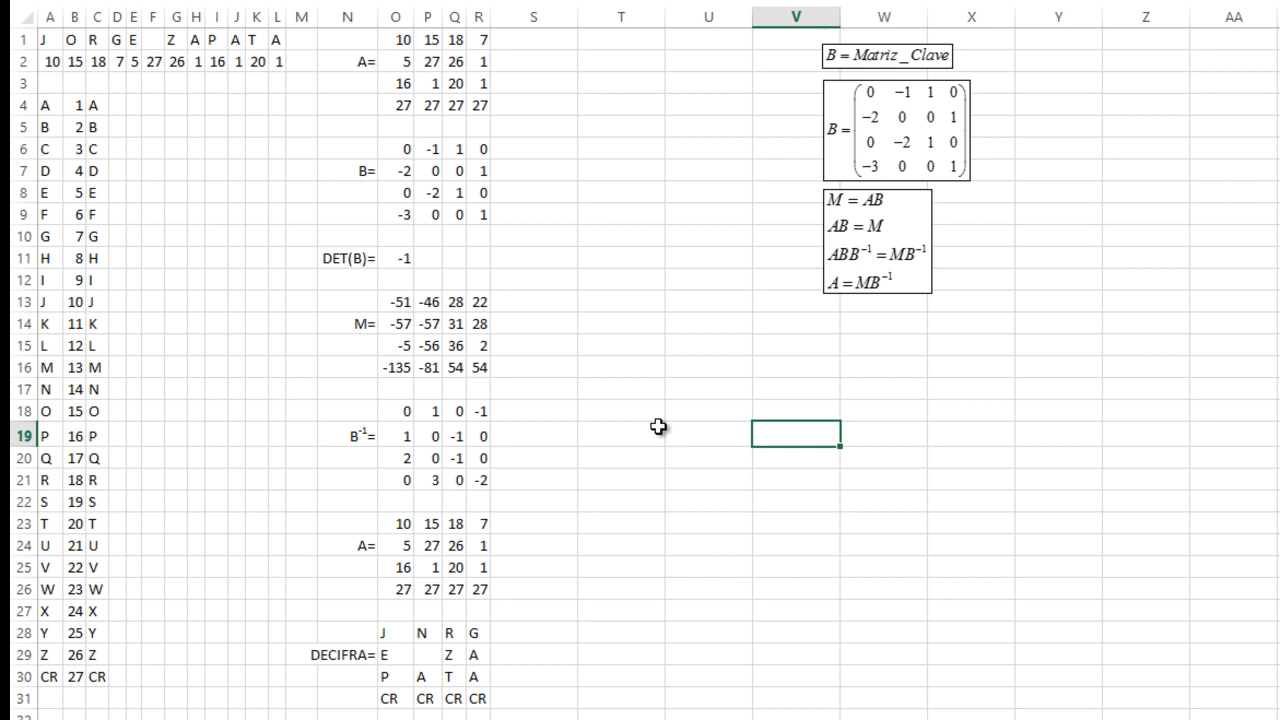 A B C D E F G H I J K L M N O P Q R S T U V W X Y Z AA
1 J O R G E Z A P A T A 10 15 18 7
2 10 15 18 7 5 27 26 1 16 1 20 1 A= 5 27 26 1
3 16 1 20 1
4 A 1 A 27 27 27 27
5 B 2 B
6 C 3 C 0 -1 1 0
7 D 4 D B= -2 0 0 1
8 E 5 E 0 -2 1 0
9 F 6 F -3 0 0 1
10 G 7 G
11 H 8 H DET(B)= -1
12 I 9 I
13 J 10 J -51 -46 28 22
14 K 11 K M= -57 -57 31 28
15 L 12 L -5 -56 36 2
16 M 13 M -135 -81 54 54
17 N 14 N
18 O 15 O 0 1 0 -1
19 P 16 P B⁻¹= 1 0 -1 0
20 Q 17 Q 2 0 -1 0
21 R 18 R 0 3 0 -2
22 S 19 S
23 T 20 T 10 15 18 7
24 U 21 U A= 5 27 26 1
25 V 22 V 16 1 20 1
26 W 23 W 27 27 27 27
27 X 24 X
28 Y 25 Y J N R G
29 Z 26 Z DECIFRA= E Z A
30 CR 27 CR P A T A
31 CR CR CR CR
B = Matriz_Clave
0 -1 1 0
-2 0 0 1
B =
0 -2 1 0
-3 0 0 1
M = AB
AB = M
ABB⁻¹ = MB⁻¹
A = MB⁻¹